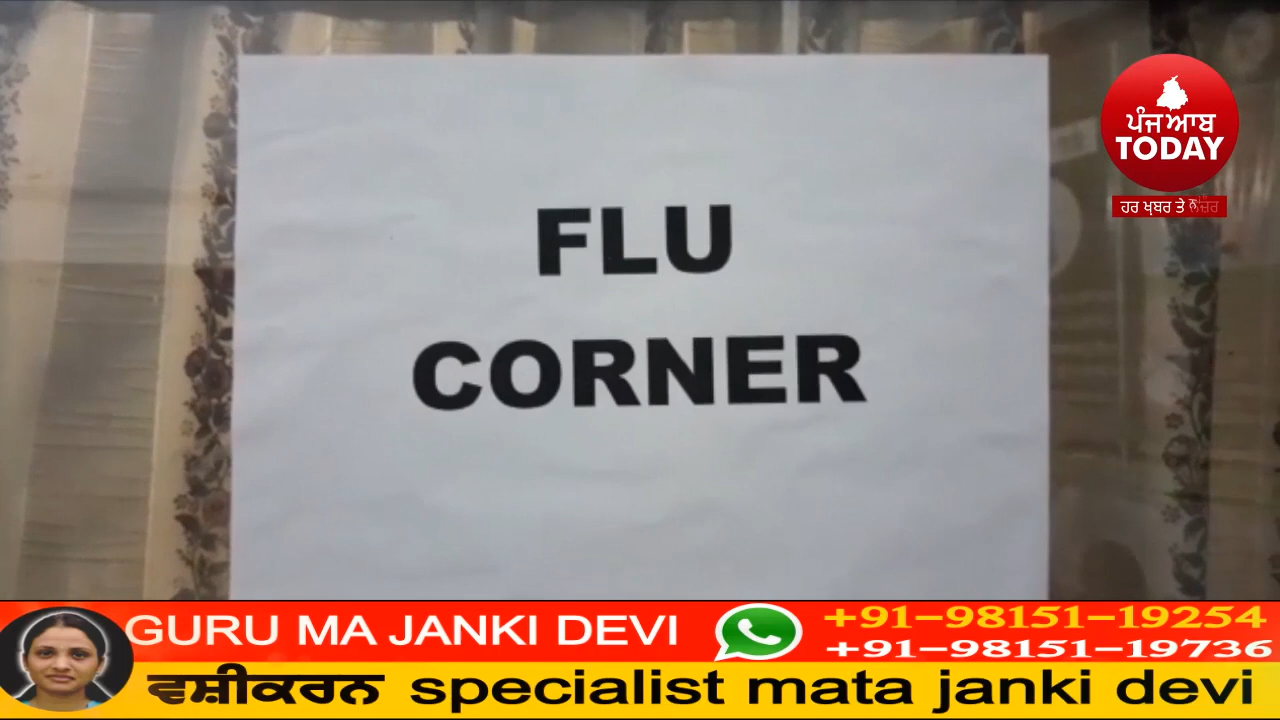 FLU
CORNER
ਪੰਜਆਬ
TODAY
ਹਰ ਖ਼ਬਰ ਤੇ ਨਜ਼ਰ
GURU MA JANKI DEVI
+91-98151-19254
+91-98151-19736
ਵਸ਼ੀਕਰਨ specialist mata janki devi